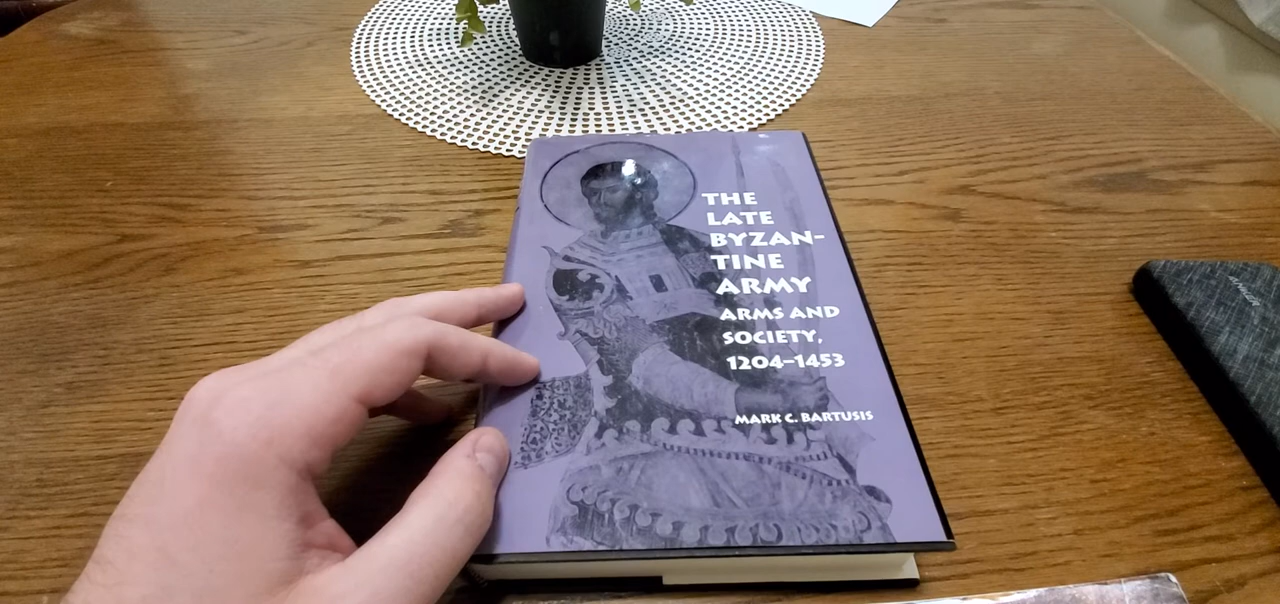 THE
LATE
BYZAN-
TINE
ARMY
ARMS AND
SOCIETY,
1204–1453
MARK C. BARTUSIS